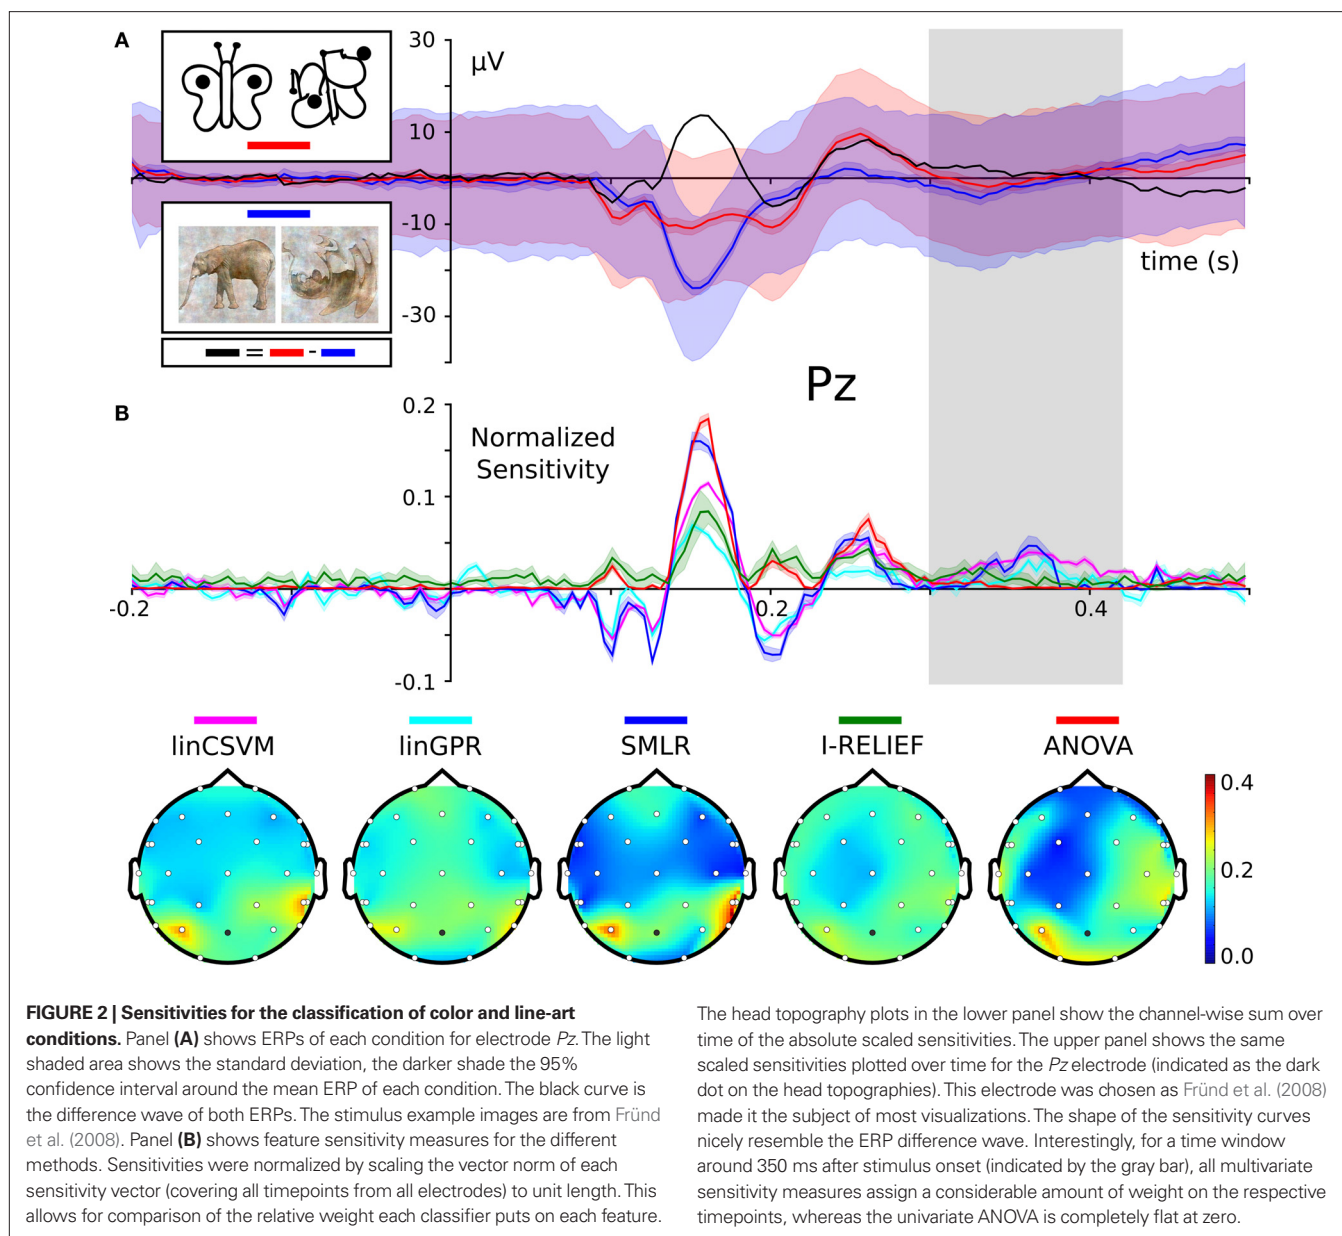 A
30
µV
10
-10
time (s)
-30
=
-
Pz
B
0.2
Normalized
Sensitivity
0.1
-0.2
0.2
0.4
-0.1
linCSVM
linGPR
SMLR
I-RELIEF
ANOVA
0.4
0.2
0.0
FIGURE 2 | Sensitivities for the classification of color and line-art
conditions. Panel (A) shows ERPs of each condition for electrode Pz. The light
shaded area shows the standard deviation, the darker shade the 95%
confidence interval around the mean ERP of each condition. The black curve is
the difference wave of both ERPs. The stimulus example images are from Fründ
et al. (2008). Panel (B) shows feature sensitivity measures for the different
methods. Sensitivities were normalized by scaling the vector norm of each
sensitivity vector (covering all timepoints from all electrodes) to unit length. This
allows for comparison of the relative weight each classifier puts on each feature.
The head topography plots in the lower panel show the channel-wise sum over
time of the absolute scaled sensitivities. The upper panel shows the same
scaled sensitivities plotted over time for the Pz electrode (indicated as the dark
dot on the head topographies). This electrode was chosen as Fründ et al. (2008)
made it the subject of most visualizations. The shape of the sensitivity curves
nicely resemble the ERP difference wave. Interestingly, for a time window
around 350 ms after stimulus onset (indicated by the gray bar), all multivariate
sensitivity measures assign a considerable amount of weight on the respective
timepoints, whereas the univariate ANOVA is completely flat at zero.